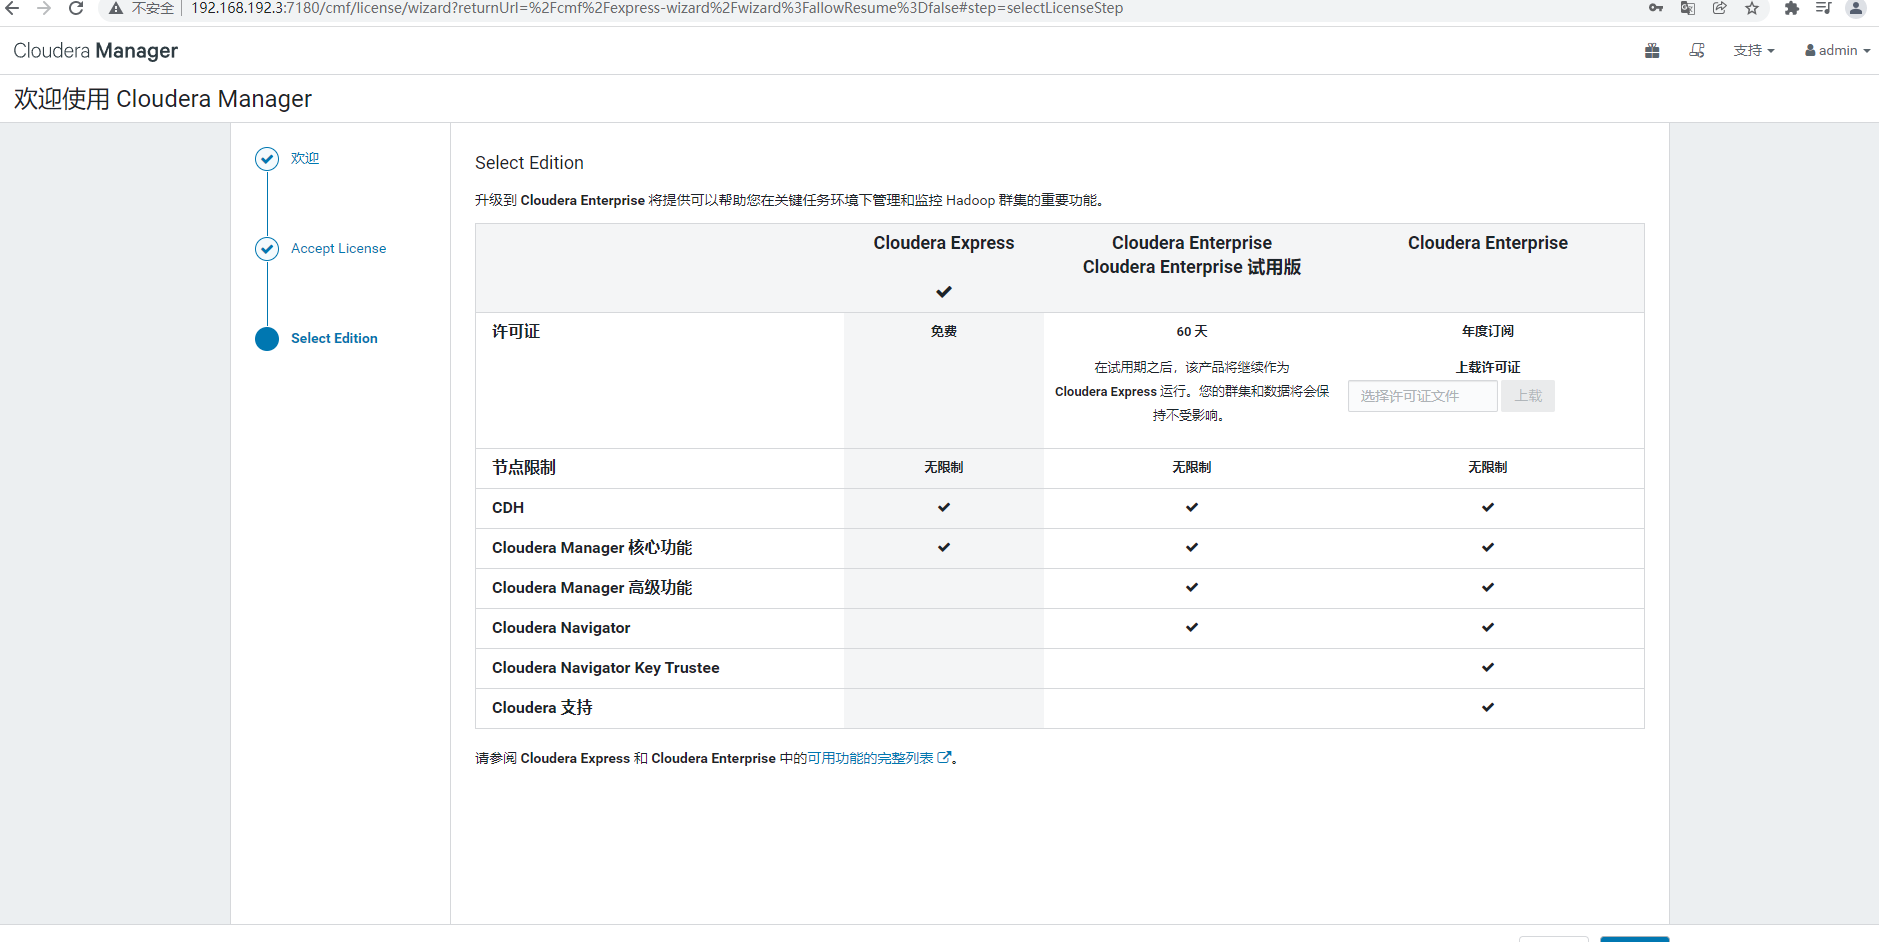 不安全 192.168.192.3:7180/cmf/license/wizard?returnUrl=%2Fcmf%2Fexpress-wizard%2Fwizard%3FallowResume%3Dfalse#step=selectLicenseStep
Cloudera Manager 支持 admin
欢迎使用 Cloudera Manager
欢迎
Accept License
Select Edition
Select Edition
升级到 Cloudera Enterprise 将提供可以帮助您在关键任务环境下管理和监控 Hadoop 群集的重要功能。
Cloudera Express Cloudera Enterprise Cloudera Enterprise
Cloudera Enterprise 试用版
许可证 免费 60 天 年度订阅
在试用期之后，该产品将继续作为 上载许可证
Cloudera Express 运行。您的群集和数据将会保 选择许可证文件 上载
持不受影响。
节点限制 无限制 无限制 无限制
CDH
Cloudera Manager 核心功能
Cloudera Manager 高级功能
Cloudera Navigator
Cloudera Navigator Key Trustee
Cloudera 支持
请参阅 Cloudera Express 和 Cloudera Enterprise 中的可用功能的完整列表。